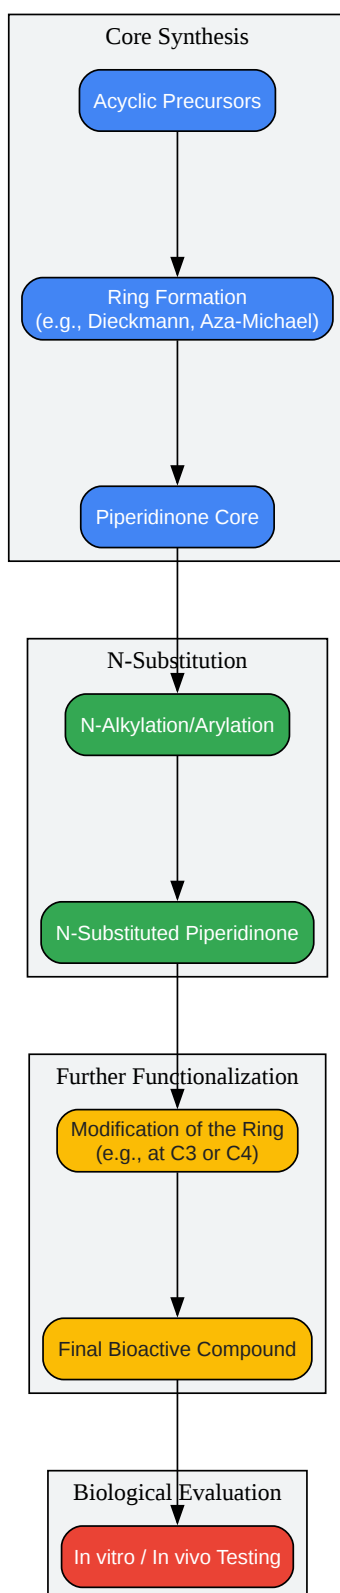 Core Synthesis
Acyclic Precursors
Ring Formation
(e.g., Dieckmann, Aza-Michael)
Piperidinone Core
N-Substitution
N-Alkylation/Arylation
N-Substituted Piperidinone
Further Functionalization
Modification of the Ring
(e.g., at C3 or C4)
Final Bioactive Compound
Biological Evaluation
In vitro / In vivo Testing